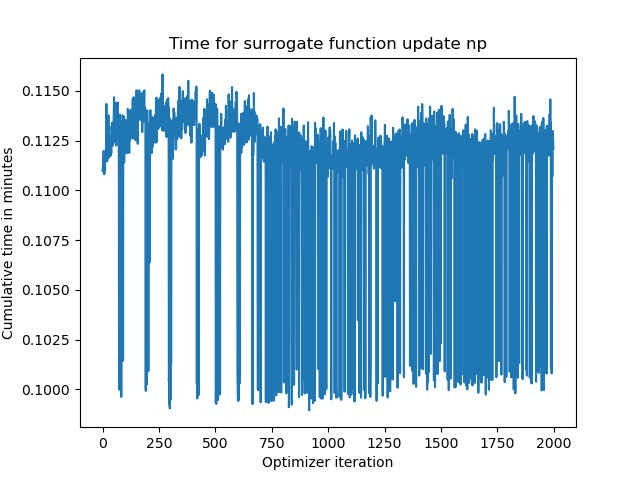 Time for surrogate function update np
Cumulative time in minutes
0.1150
0.1125
0.1100
0.1075
0.1050
0.1025
0.1000
0 250 500 750 1000 1250 1500 1750 2000
Optimizer iteration